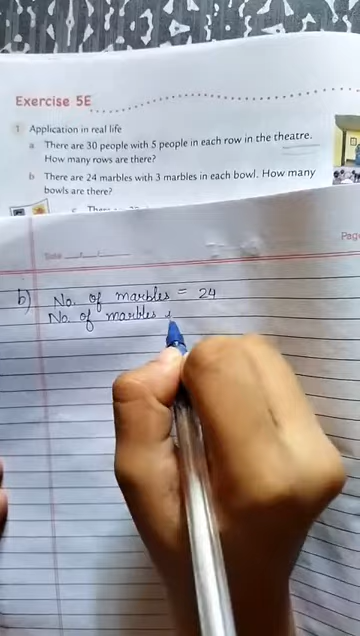 Exercise 5E
1 Application in real life
a There are 30 people with 5 people in each row in the theatre.
How many rows are there?
b There are 24 marbles with 3 marbles in each bowl. How many
bowls are there?
c
Date
Page
b) No. of marbles = 24
No. of marbles